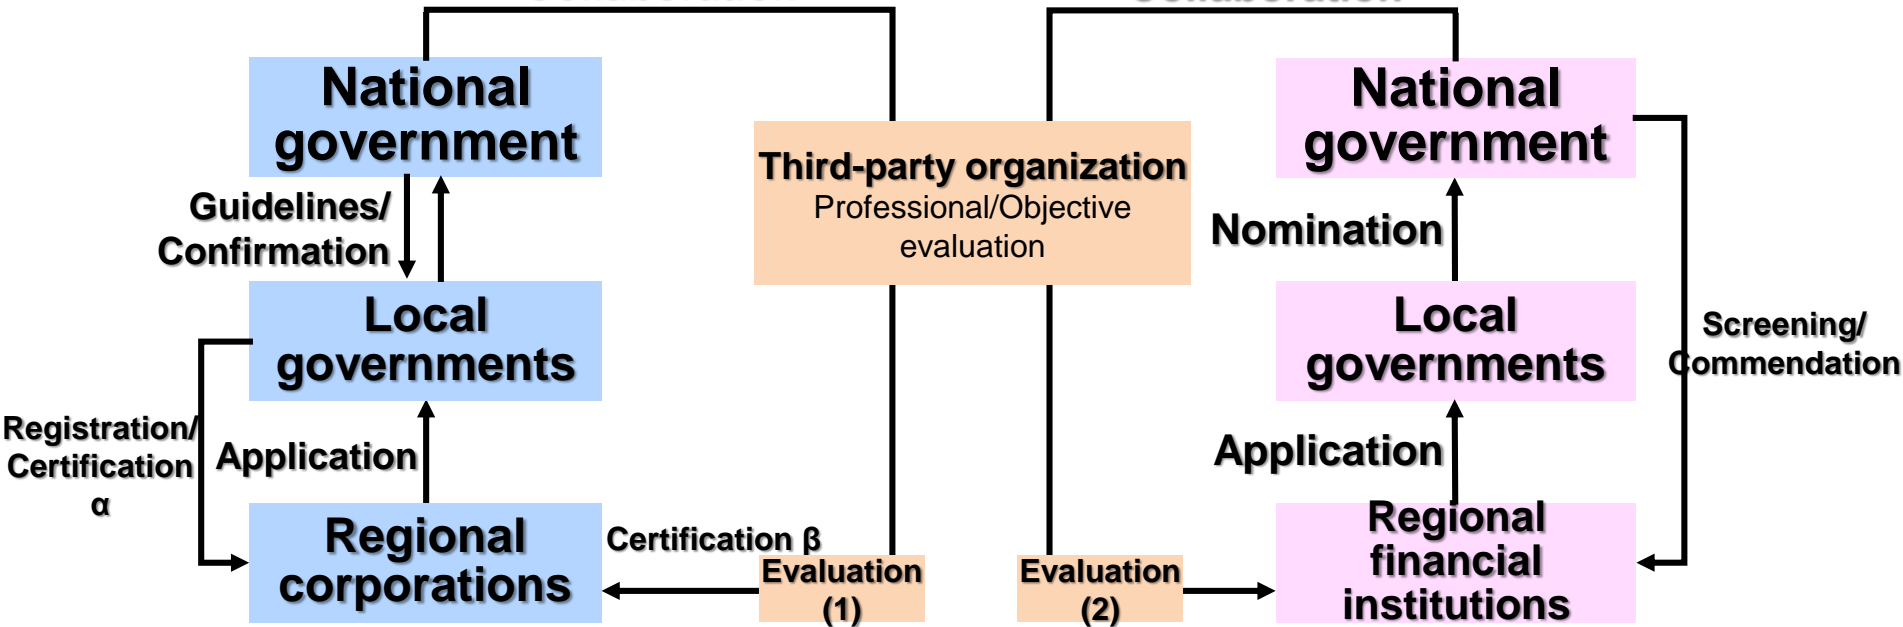 National
government
Guidelines/
Confirmation
Local
governments
Registration/
Certification
α
Application
Regional
corporations
Certification β
Third-party organization
Professional/Objective
evaluation
Evaluation
(1)
Evaluation
(2)
Collaboration
National
government
Nomination
Local
governments
Screening/
Commendation
Application
Regional
financial
institutions